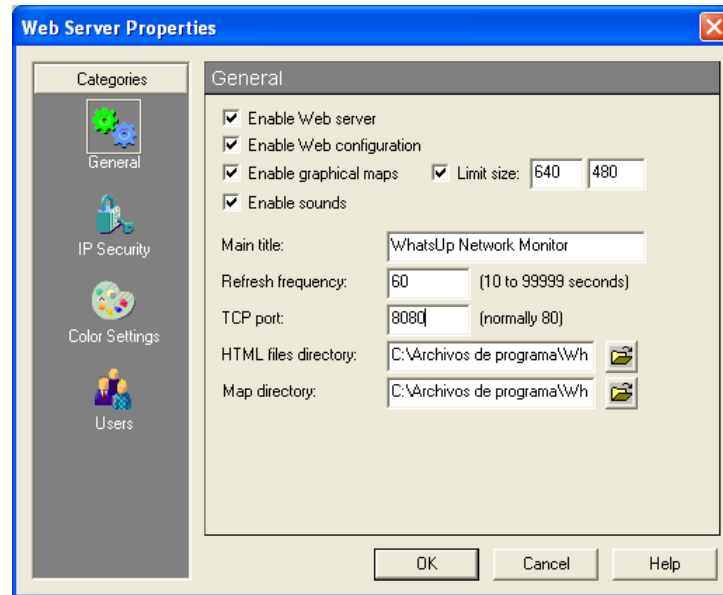 Web Server Properties
Categories
General
IP Security
Color Settings
Users
General
Enable Web server
Enable Web configuration
Enable graphical maps Limit size: 640 480
Enable sounds
Main title: WhatsUp Network Monitor
Refresh frequency: 60 (10 to 99999 seconds)
TCP port: 8080 (normally 80)
HTML files directory: C:\Archivos de programa\Wh
Map directory: C:\Archivos de programa\Wh
OK Cancel Help